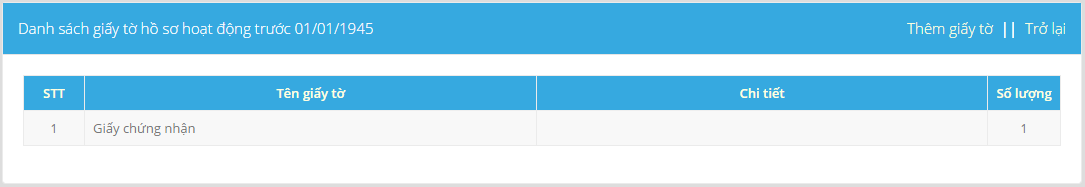 Danh sách giấy tờ hồ sơ hoạt động trước 01/01/1945 Thêm giấy tờ || Trở lại
STT Tên giấy tờ Chi tiết Số lượng
1 Giấy chứng nhận 1